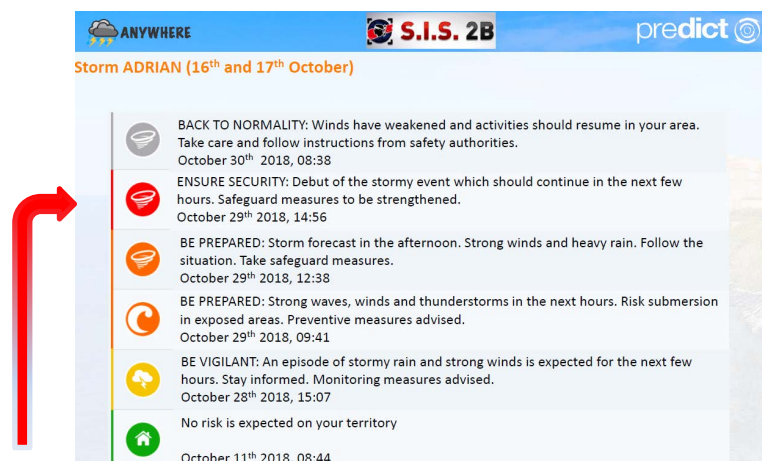 ANYWHERE
S.I.S. 2B
predict
Storm ADRIAN (16th and 17th October)
BACK TO NORMALITY: Winds have weakened and activities should resume in your area.
Take care and follow instructions from safety authorities.
October 30th 2018, 08:38
ENSURE SECURITY: Debut of the stormy event which should continue in the next few
hours. Safeguard measures to be strengthened.
October 29th 2018, 14:56
BE PREPARED: Storm forecast in the afternoon. Strong winds and heavy rain. Follow the
situation. Take safeguard measures.
October 29th 2018, 12:38
BE PREPARED: Strong waves, winds and thunderstorms in the next hours. Risk submersion
in exposed areas. Preventive measures advised.
October 29th 2018, 09:41
BE VIGILANT: An episode of stormy rain and strong winds is expected for the next few
hours. Stay informed. Monitoring measures advised.
October 28th 2018, 15:07
No risk is expected on your territory
October 11th 2018, 08:44